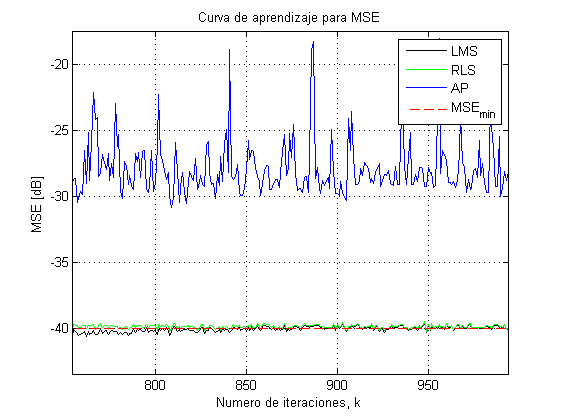 Curva de aprendizaje para MSE
LMS
RLS
AP
MSEmin
-20
-25
-30
-35
-40
MSE [dB]
800
850
900
950
Numero de iteraciones, k